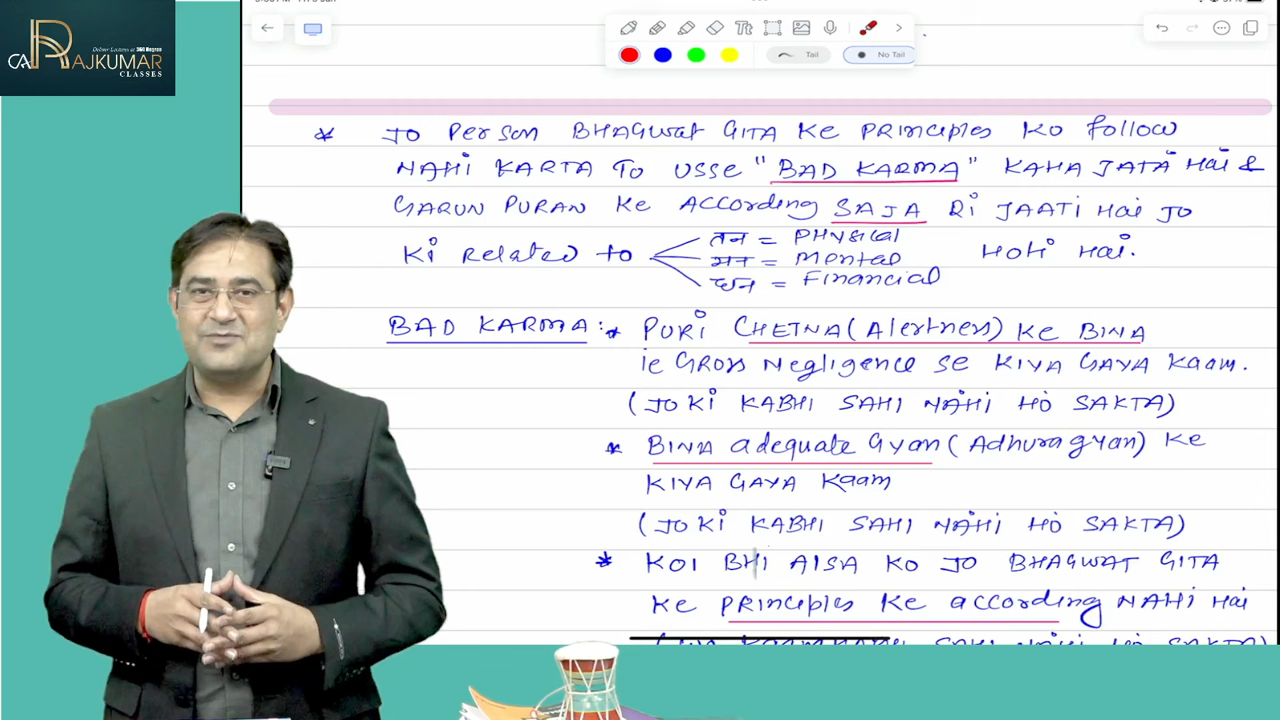 Deliver Lectures at 360 Degree
CA RAJKUMAR
CLASSES
Tail
No Tail
* JO Person BHAGWAT GITA Ke PRINciples KO follow
NAHI KARTA TO USSE "BAD KARMA" KAHA JATA Hai &
GARUN PURAN Ke ACCORDING SAJA DI JAATI Hai JO
Ki Related to
तन = PHYSICAL
मन = Mental
धन = Financial
HOTI HAI.
BAD KARMA: * PURI CHETNA (Alertness) Ke BINA
ie GROSS Negligence SE KIYA GAYA Kaam.
(JO KI KABHI SAHI NAHI HO SAKTA)
* BINA adequate Gyan (Adhura gyan) Ke
KIYA GAYA Kaam
(JO KI KABHI SAHI NAHI HO SAKTA)
* KOI BHI AISA KO JO BHAGWAT GITA
Ke PRINciples Ke according NAHI Hai
SAHI NAHI HO SAKTA)